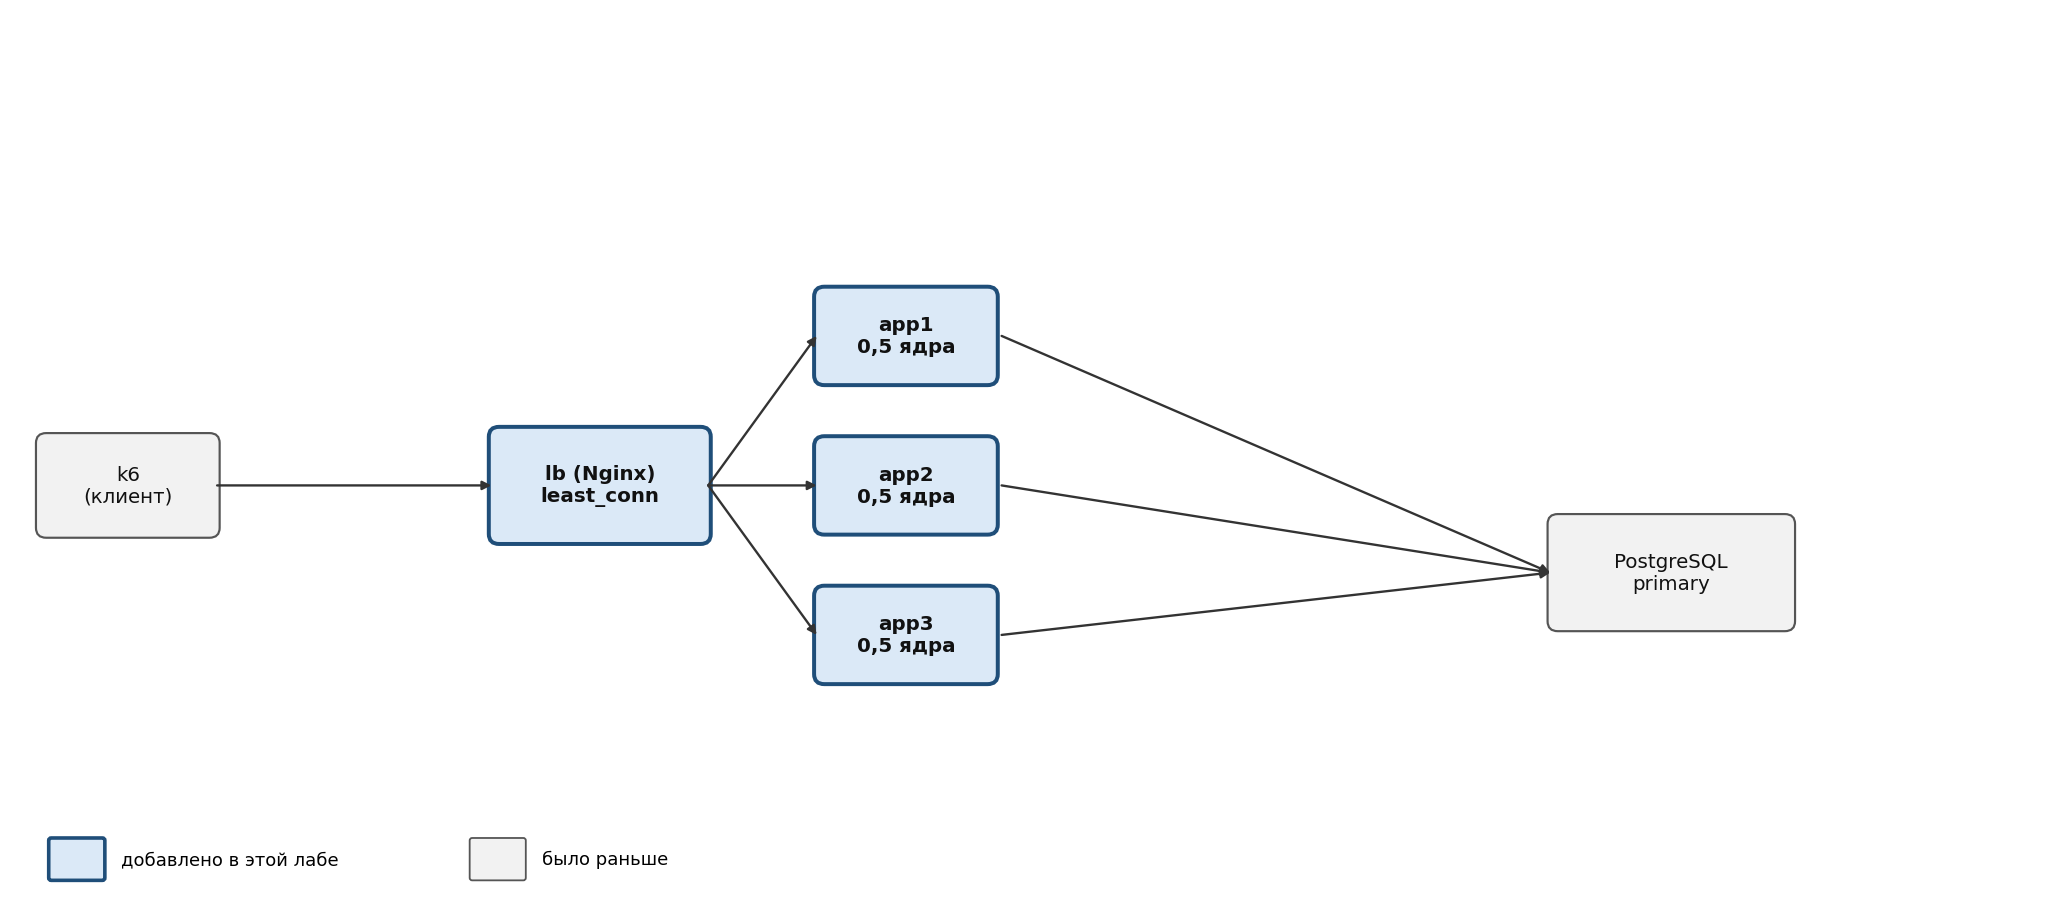 k6
(клиент)
lb (Nginx)
least_conn
app1
0,5 ядра
app2
0,5 ядра
app3
0,5 ядра
PostgreSQL
primary
добавлено в этой лабе
было раньше